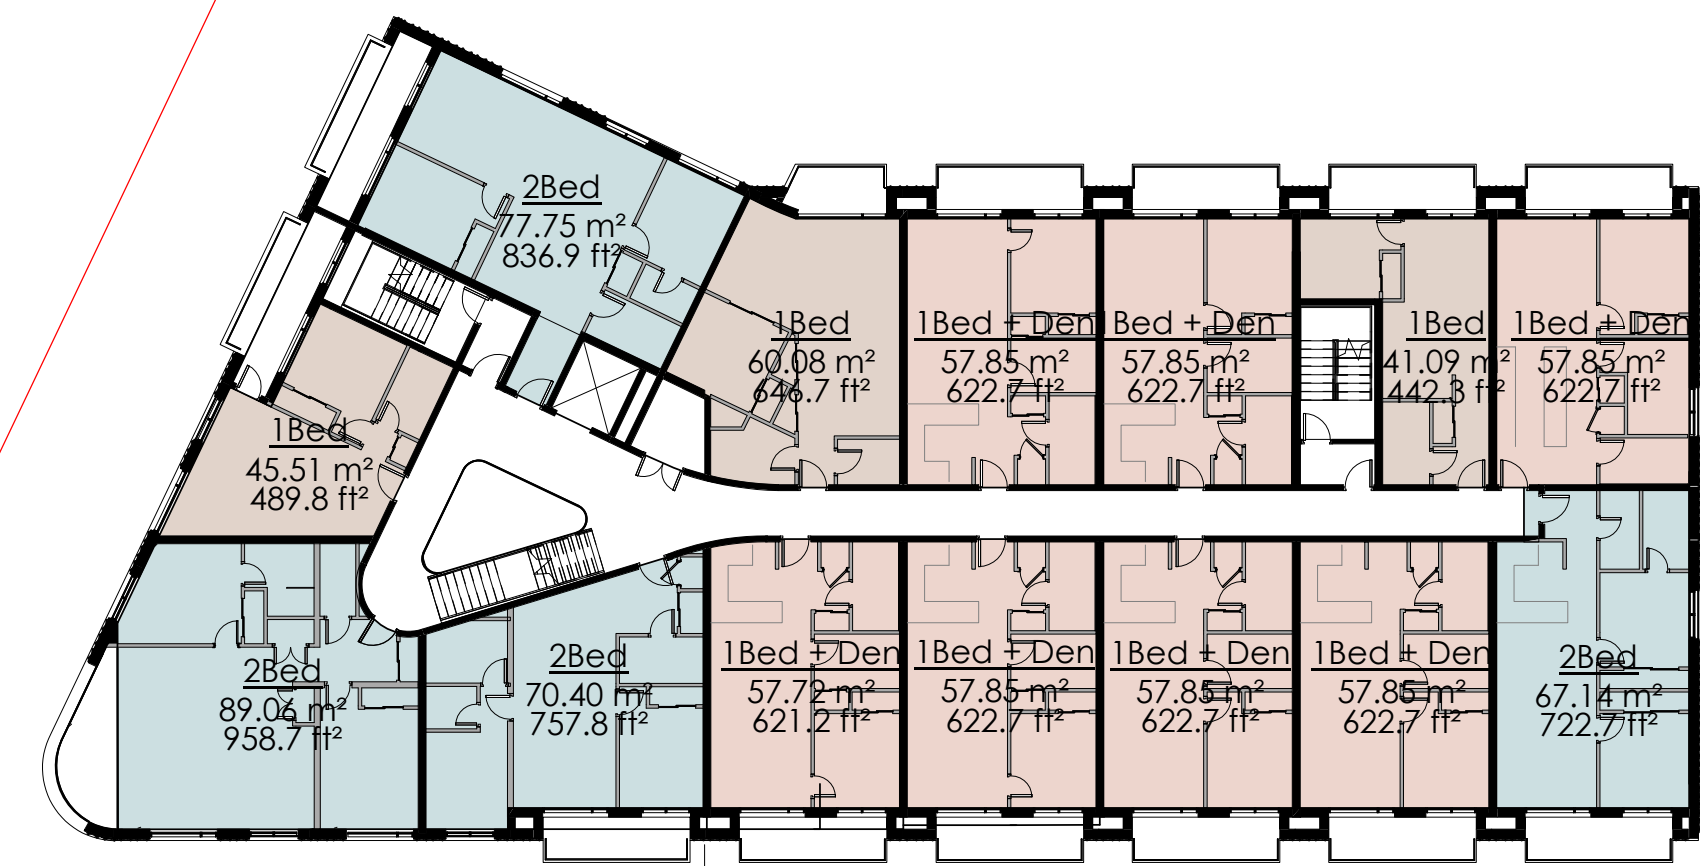 2Bed
77.75 m²
836.9 ft²
1Bed
60.08 m²
646.7 ft²
1Bed + Den
57.85 m²
622.7 ft²
1Bed + Den
57.85 m²
622.7 ft²
1Bed
41.09 m²
442.3 ft²
1Bed + Den
57.85 m²
622.7 ft²
1Bed
45.51 m²
489.8 ft²
2Bed
89.06 m²
958.7 ft²
2Bed
70.40 m²
757.8 ft²
1Bed + Den
57.72 m²
621.2 ft²
1Bed + Den
57.85 m²
622.7 ft²
1Bed + Den
57.85 m²
622.7 ft²
1Bed + Den
57.85 m²
622.7 ft²
2Bed
67.14 m²
722.7 ft²